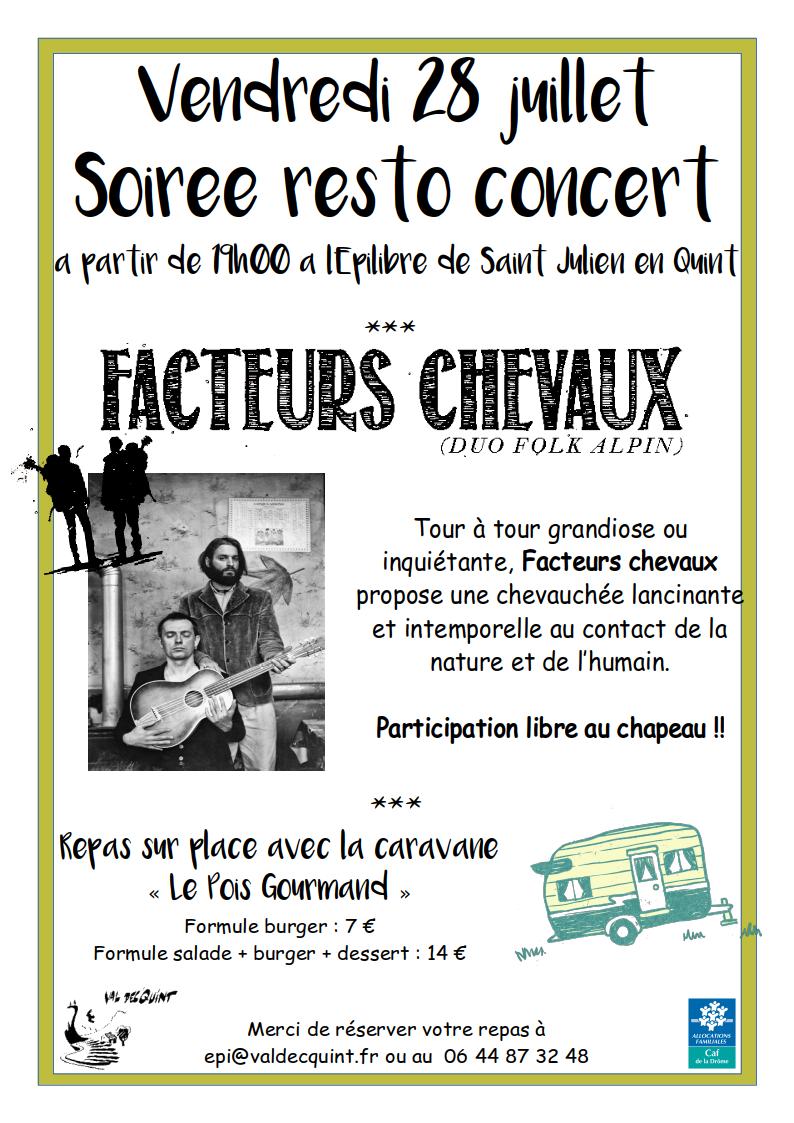 Vendredi 28 juillet
Soiree resto concert
a partir de 19h00 a lEpilibre de Saint Julien en Quint
***
FACTEURS CHEVAUX
(DUO FOLK ALPIN)
Tour à tour grandiose ou
inquiétante, Facteurs chevaux
propose une chevauchée lancinante
et intemporelle au contact de la
nature et de l'humain.
Participation libre au chapeau !!
***
Repas sur place avec la caravane
« Le Pois Gourmand »
Formule burger : 7 €
Formule salade + burger + dessert : 14 €
VAL DEC QUINT
Merci de réserver votre repas à
epi@valdecquint.fr ou au 06 44 87 32 48
ALLOCATIONS
FAMILIALES
Caf
de la Drôme